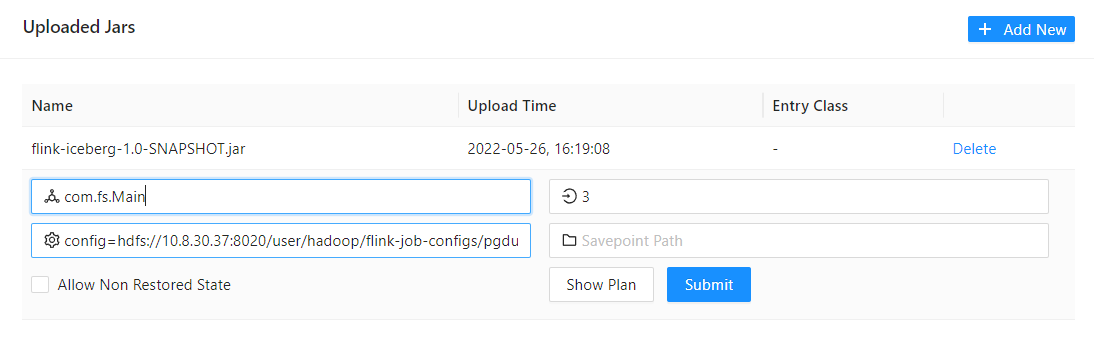 Uploaded Jars
+ Add New
Name Upload Time Entry Class
flink-iceberg-1.0-SNAPSHOT.jar 2022-05-26, 16:19:08 - Delete
com.fs.Main 3
config=hdfs://10.8.30.37:8020/user/hadoop/flink-job-configs/pgdu Savepoint Path
Allow Non Restored State Show Plan Submit